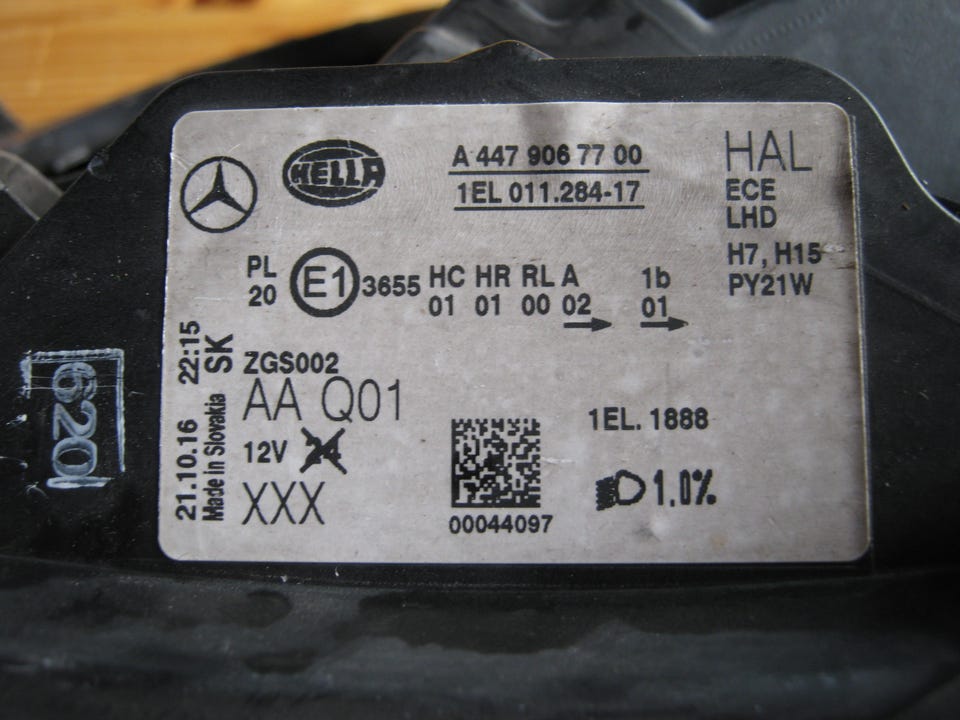 HELLA
A 447 906 77 00
1EL 011.284-17
HAL
ECE
LHD
H7, H15
PY21W
PL
20
E1
3655
HC HR RL A 1b
01 01 00 02 01
21.10.16 22:15
Made in Slovakia SK
ZGS002
AA Q01
12V 24
XXX
1EL. 1888
1.0%
00044097
620